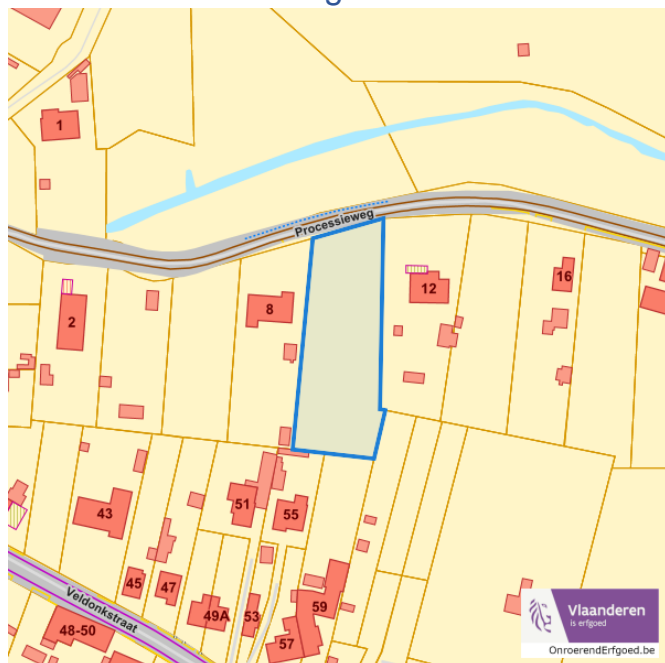 1
Processieweg
2
8
12
16
43
51
55
45
47
49A
53
59
57
48-50
Veldonkstraat
Vlaanderen
is erfgoed
OnroerendErfgoed.be